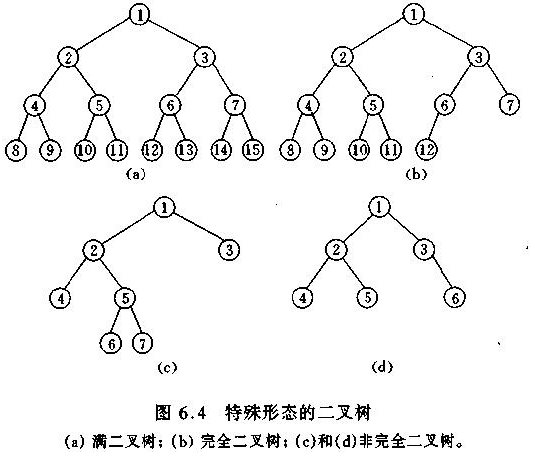 1 1
2 3 2 3
4 5 6 7 4 5 6 7
8 9 10 11 12 13 14 15 8 9 10 11 12
(a) (b)
1 1
2 3 2 3
4 5 4 5 6
6 7
(c) (d)
图 6.4 特殊形态的二叉树
(a) 满二叉树; (b) 完全二叉树; (c)和(d)非完全二叉树。